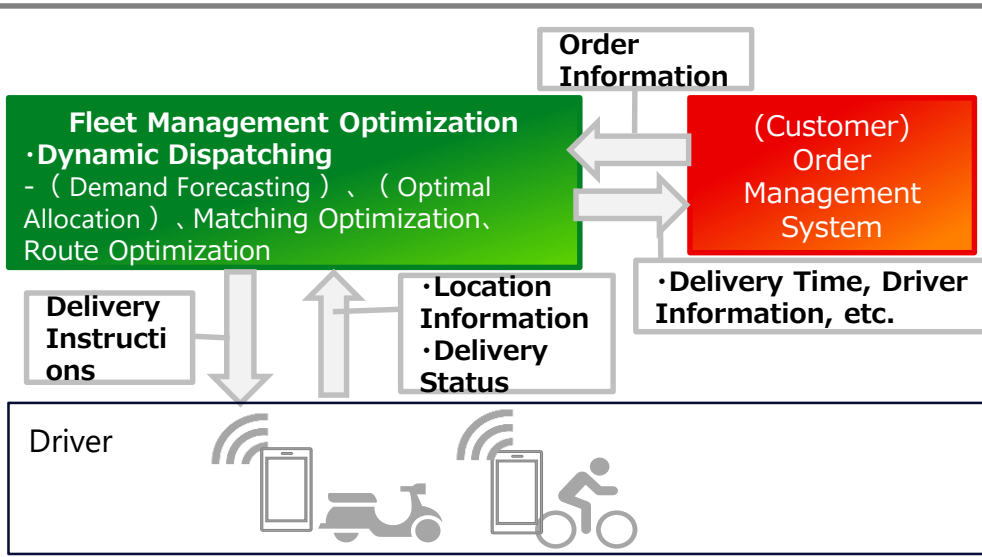 Order
Information
Fleet Management Optimization
・Dynamic Dispatching
-（ Demand Forecasting ）、（ Optimal
Allocation ）、Matching Optimization、
Route Optimization
(Customer)
Order
Management
System
Delivery
Instructi
ons
・Location
Information
・Delivery
Status
・Delivery Time, Driver
Information, etc.
Driver